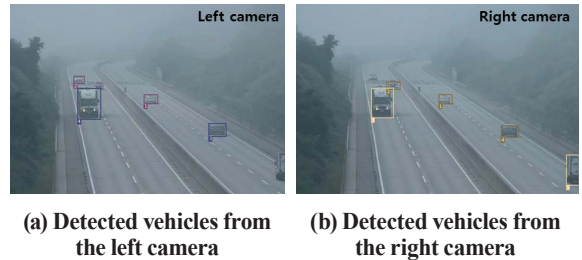 Left camera
Right camera
(a) Detected vehicles from
the left camera
(b) Detected vehicles from
the right camera